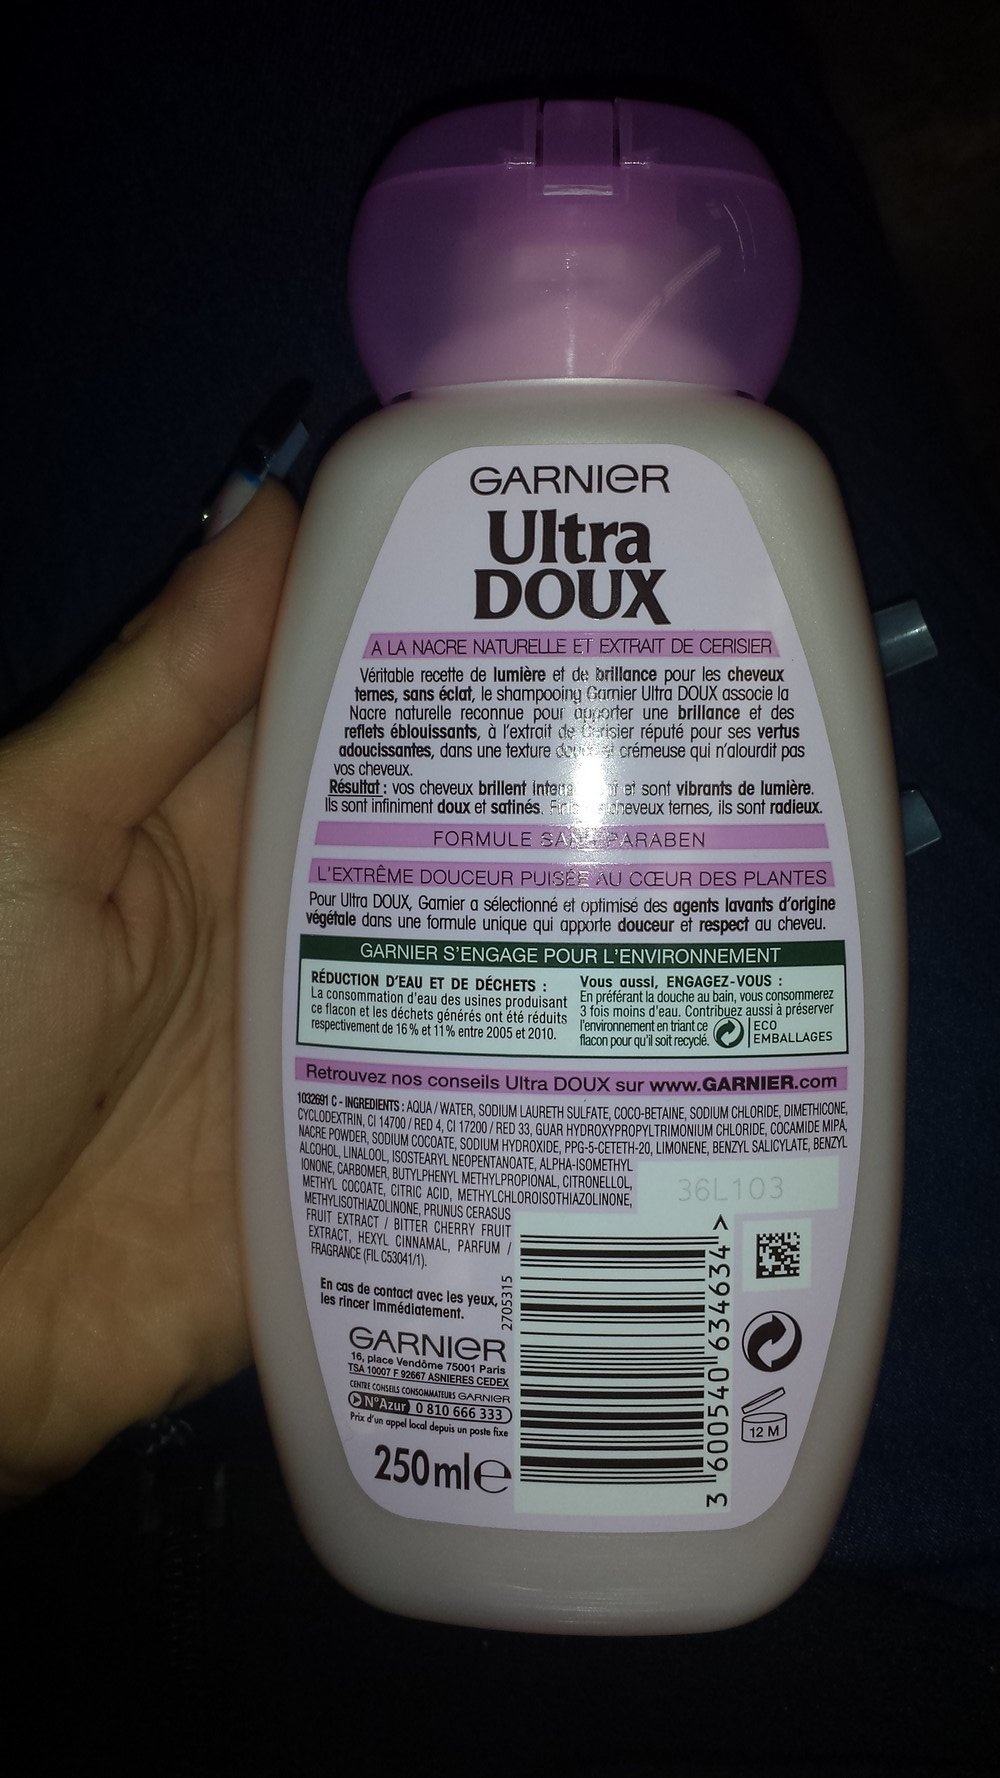 GARNIER
Ultra
DOUX
A LA NACRE NATURELLE ET EXTRAIT DE CERISIER
Véritable recette de lumière et de brillance pour les cheveux
ternes, sans éclat, le shampooing Garnier Ultra DOUX associe la
Nacre naturelle reconnue pour apporter une brillance et des
reflets éblouissants, à l'extrait de Cerisier réputé pour ses vertus
adoucissantes, dans une texture douce et crémeuse qui n'alourdit pas
vos cheveux.
Résultat : vos cheveux brillent et sont vibrants de lumière.
Ils sont infiniment doux et satinés. cheveux ternes, ils sont radieux.
FORMULE SANS PARABEN
L'EXTRÊME DOUCEUR PUISÉE AU CŒUR DES PLANTES
Pour Ultra DOUX, Garnier a sélectionné et optimisé des agents lavants d'origine
végétale dans une formule unique qui apporte douceur et respect au cheveu.
GARNIER S'ENGAGE POUR L'ENVIRONNEMENT
RÉDUCTION D'EAU ET DE DÉCHETS :
La consommation d'eau des usines produisant
ce flacon et les déchets générés ont été réduits
respectivement de 16% et 11% entre 2005 et 2010.
Vous aussi, ENGAGEZ-VOUS :
En préférant la douche au bain, vous consommerez
3 fois moins d'eau. Contribuez aussi à préserver
l'environnement en triant ce
flacon pour qu'il soit recyclé.
ECO
EMBALLAGES
Retrouvez nos conseils Ultra DOUX sur www.GARNIER.com
1032691 C - INGREDIENTS : AQUA / WATER, SODIUM LAURETH SULFATE, COCO-BETAINE, SODIUM CHLORIDE, DIMETHICONE,
CYCLODEXTRIN, CI 14700 / RED 4, CI 17200 / RED 33, GUAR HYDROXYPROPYLTRIMONIUM CHLORIDE, COCAMIDE MIPA,
NACRE POWDER, SODIUM COCOATE, SODIUM HYDROXIDE, PPG-5-CETETH-20, LIMONENE, BENZYL SALICYLATE, BENZYL
ALCOHOL, LINALOOL, ISOSTEARYL NEOPENTANOATE, ALPHA-ISOMETHYL
IONONE, CARBOMER, BUTYLPHENYL METHYLPROPIONAL, CITRONELLOL,
METHYL COCOATE, CITRIC ACID, METHYLCHLOROISOTHIAZOLINONE,
METHYLISOTHIAZOLINONE, PRUNUS CERASUS
FRUIT EXTRACT / BITTER CHERRY FRUIT
EXTRACT, HEXYL CINNAMAL, PARFUM /
FRAGRANCE (FIL C53041/1).
36L103
En cas de contact avec les yeux,
les rincer immédiatement.
2705315
GARNIER
16, place Vendôme 75001 Paris
TSA 10007 F 92667 ASNIERES CEDEX
CENTRE CONSEILS CONSOMMATEURS GARNIER
N°Azur 0 810 666 333
Prix d'un appel local depuis un poste fixe
250 ml e
3 600540 634634 >
12 M